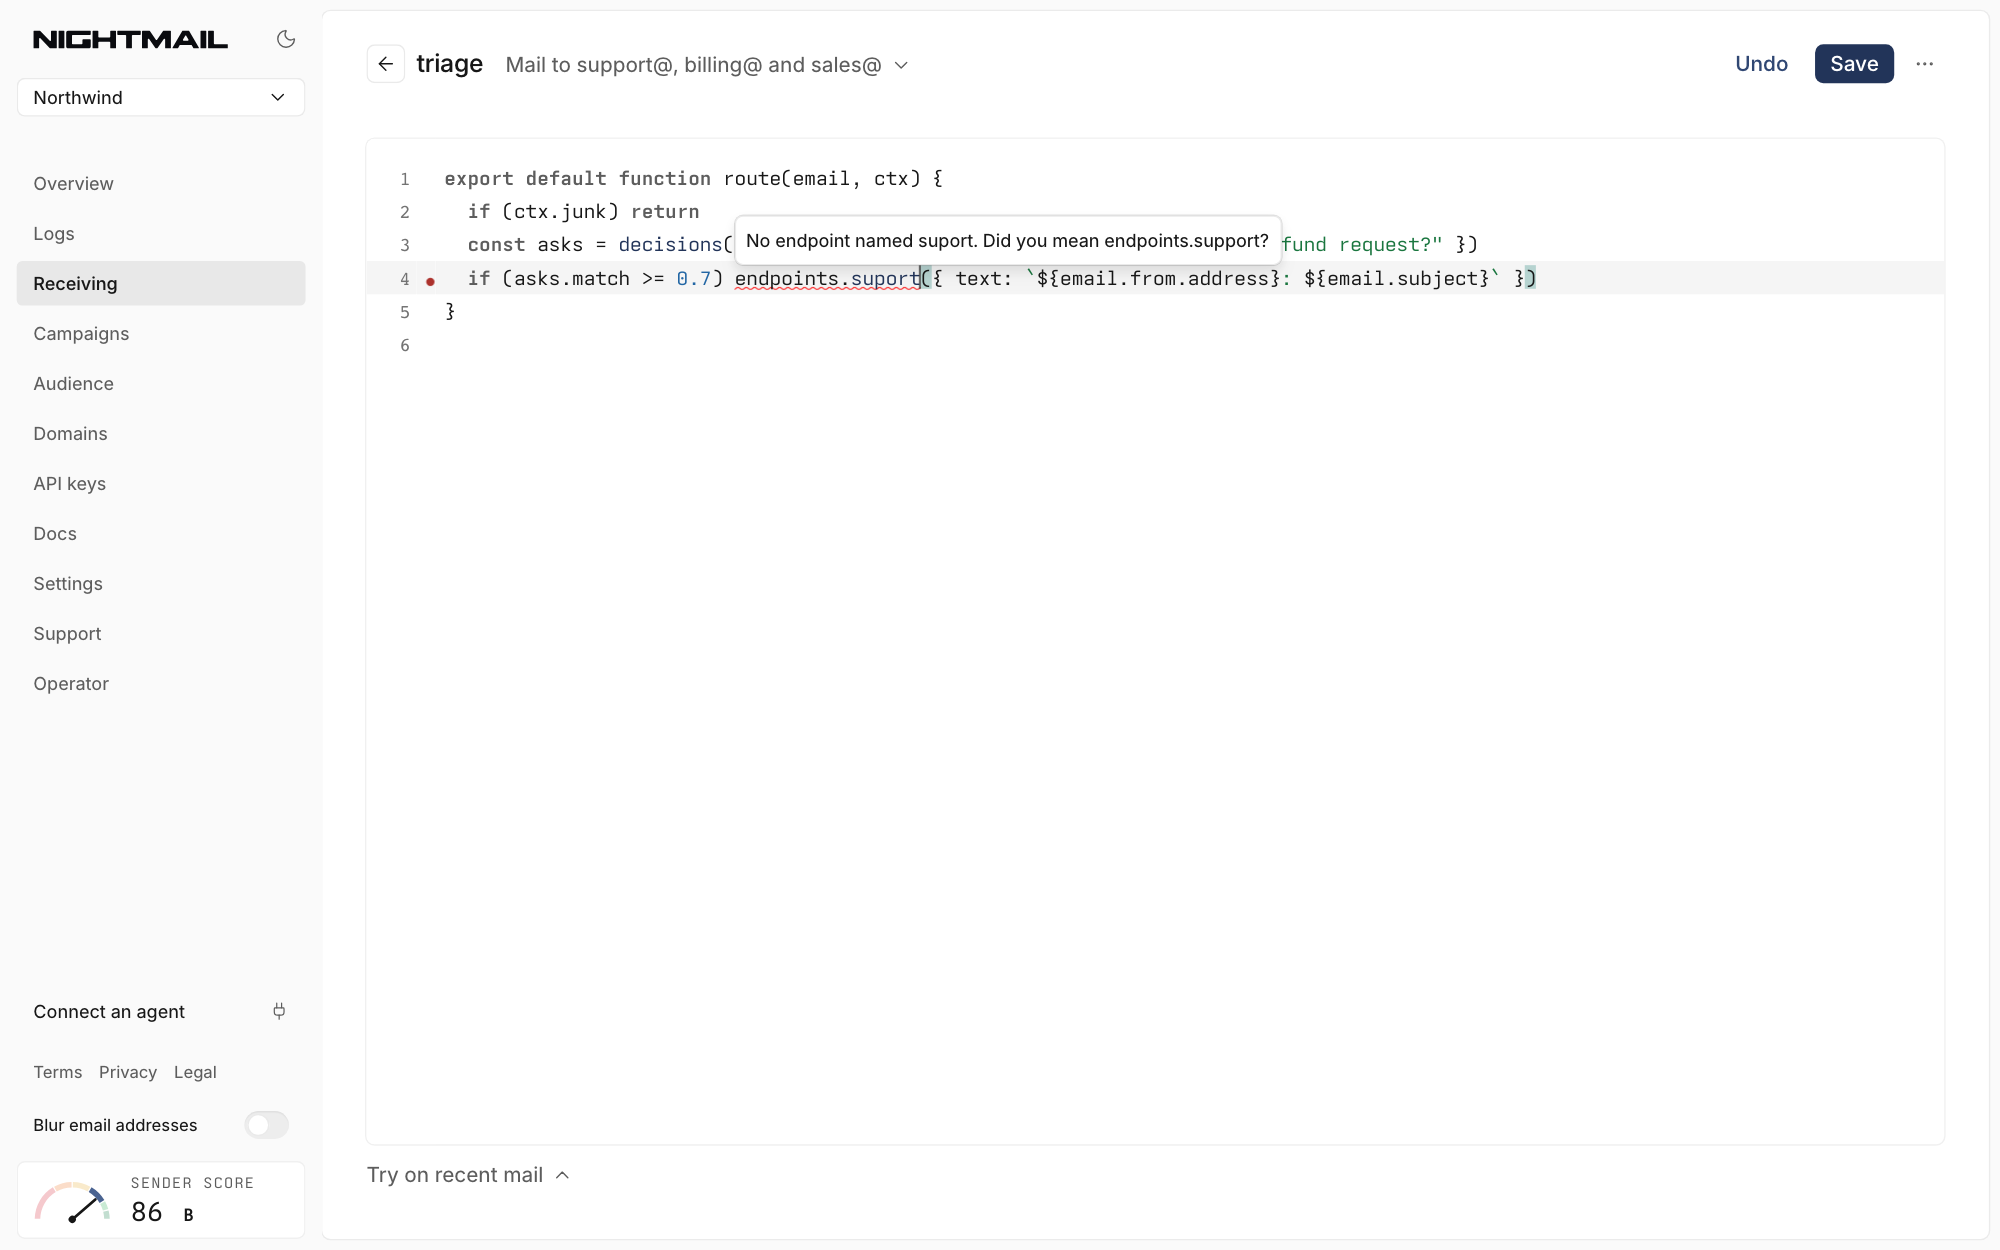 NIGHTMAIL
Northwind
Overview
Logs
Receiving
Campaigns
Audience
Domains
API keys
Docs
Settings
Support
Operator
Connect an agent
Terms Privacy Legal
Blur email addresses
SENDER SCORE
86 B
triage Mail to support@, billing@ and sales@
Undo Save ...
1 export default function route(email, ctx) {
2 if (ctx.junk) return
No endpoint named suport. Did you mean endpoints.support?
3 const asks = decisions( fund request?" })
4 if (asks.match >= 0.7) endpoints.suport({ text: `${email.from.address}: ${email.subject}` })
5 }
6
Try on recent mail